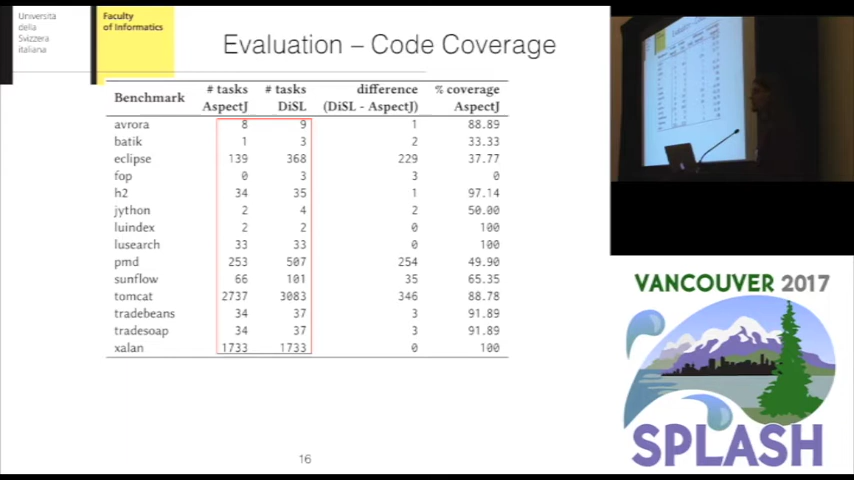 Università
della
Svizzera
italiana
Faculty
of Informatics
Evaluation – Code Coverage
Benchmark # tasks AspectJ # tasks DiSL difference (DiSL - AspectJ) % coverage AspectJ
avrora 8 9 1 88.89
batik 1 3 2 33.33
eclipse 139 368 229 37.77
fop 0 3 3 0
h2 34 35 1 97.14
jython 2 4 2 50.00
luindex 2 2 0 100
lusearch 33 33 0 100
pmd 253 507 254 49.90
sunflow 66 101 35 65.35
tomcat 2737 3083 346 88.78
tradebeans 34 37 3 91.89
tradesoap 34 37 3 91.89
xalan 1733 1733 0 100
16
VANCOUVER 2017
SPLASH